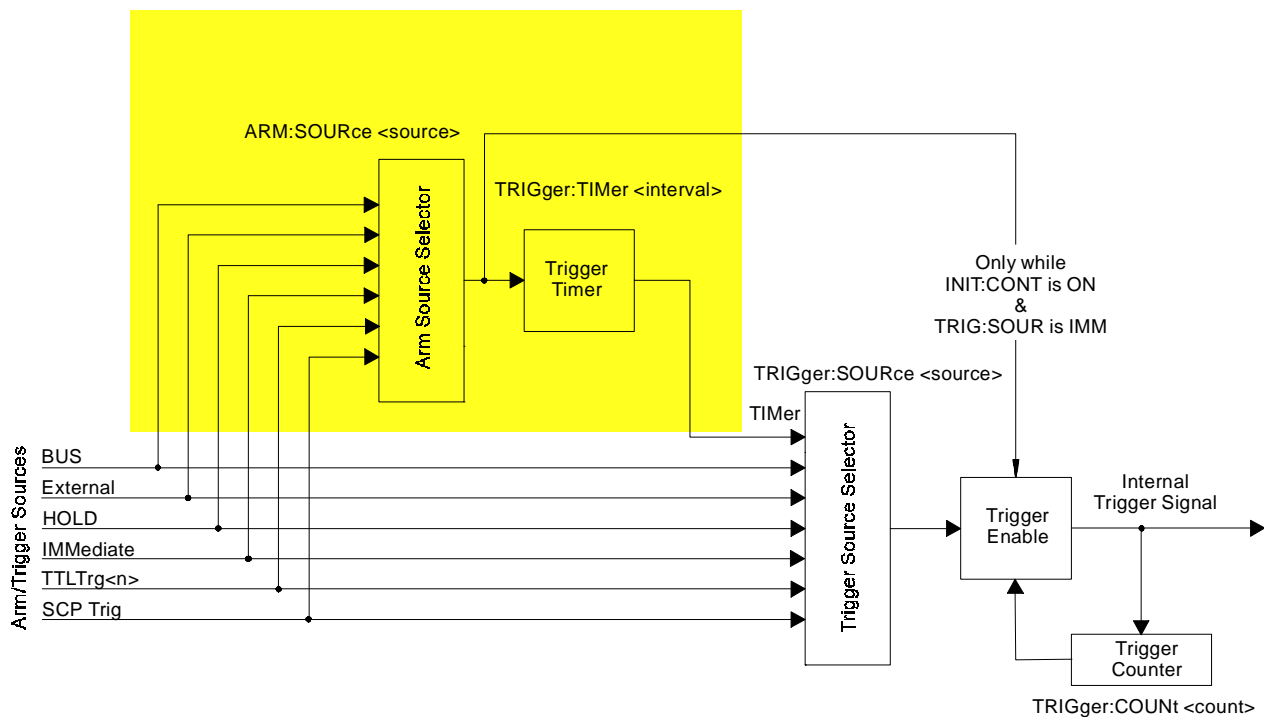 ARM:SOURce <source>
Arm Source Selector
TRIGger:TIMer <interval>
Trigger
Timer
Only while
INIT:CONT is ON
&
TRIG:SOUR is IMM
TRIGger:SOURce <source>
TIMer
Arm/Trigger Sources
BUS
External
HOLD
IMMediate
TTLTrg<n>
SCP Trig
Trigger Source Selector
Trigger
Enable
Internal
Trigger Signal
Trigger
Counter
TRIGger:COUNt <count>